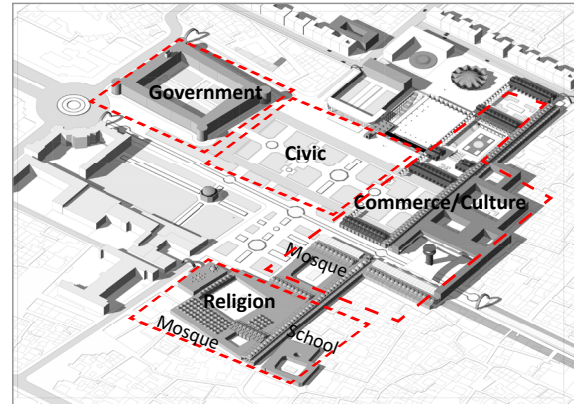 Government
Civic
Commerce/Culture
Mosque
Religion
Mosque
School